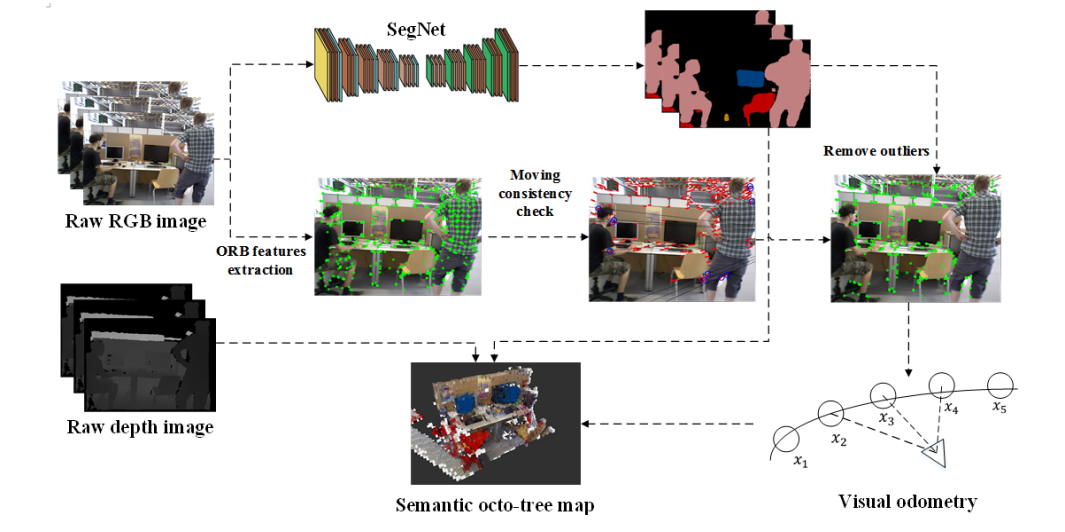 SegNet
Raw RGB image
ORB features
extraction
Moving
consistency
check
Remove outliers
Raw depth image
Semantic octo-tree map
x₁
x₂
x₃
x₄
x₅
Visual odometry